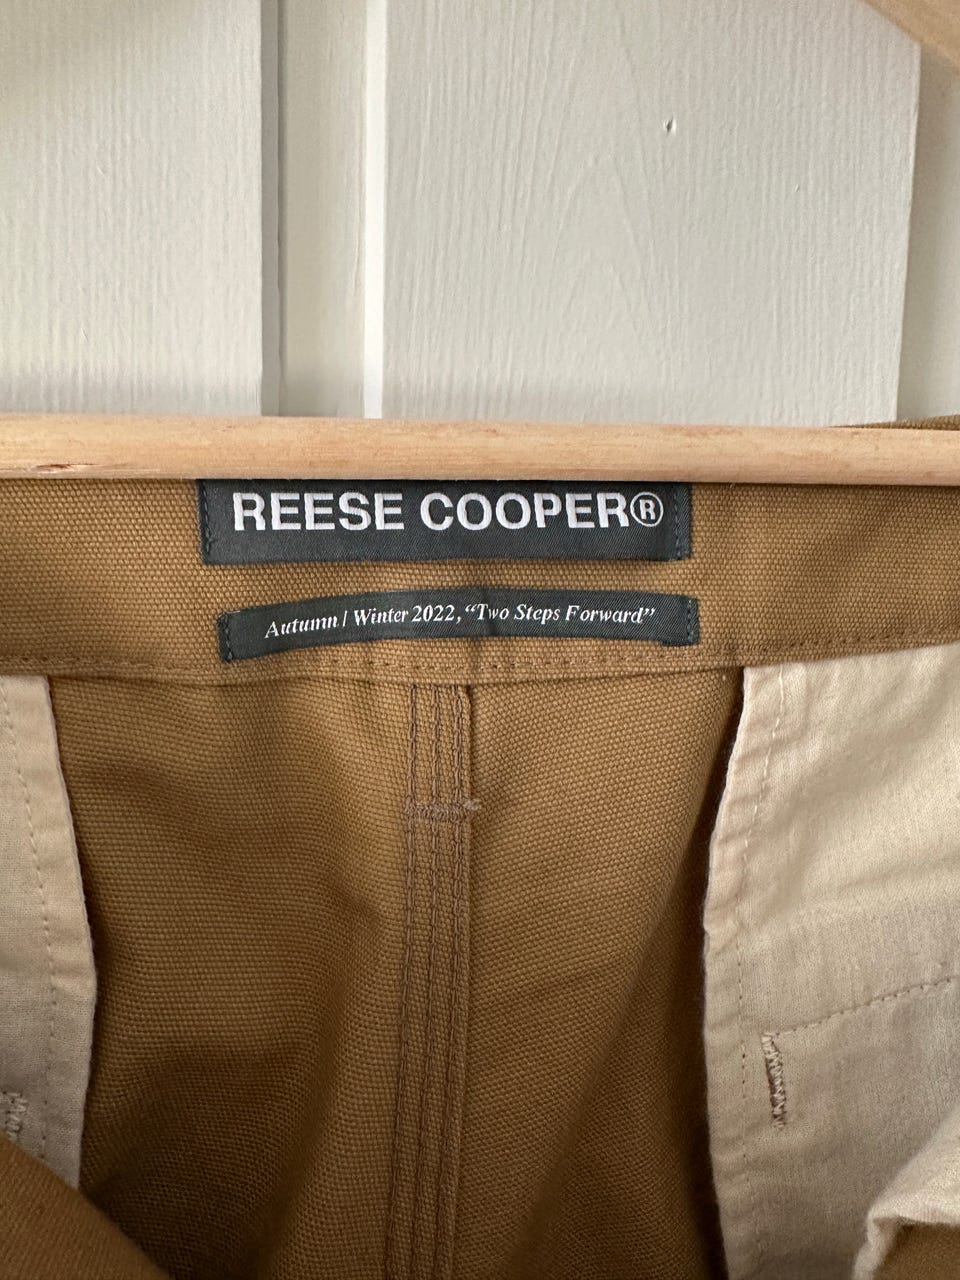 REESE COOPER®
Autumn / Winter 2022, “Two Steps Forward”